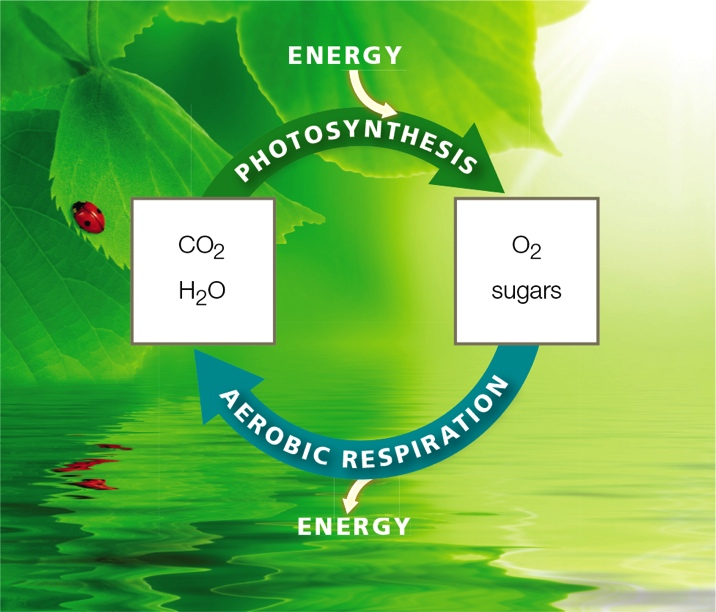 ENERGY
PHOTOSYNTHESIS
CO₂
H₂O
O₂
sugars
AEROBIC RESPIRATION
ENERGY